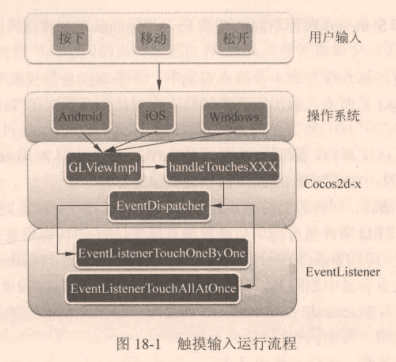 按下 移动 松开 用户输入
Android iOS Windows 操作系统
GLViewImpl handleTouchesXXX
Cocos2d-x
EventDispatcher
EventListenerTouchOneByOne
EventListener
EventListenerTouchAllAtOnce
图 18-1 触摸输入运行流程